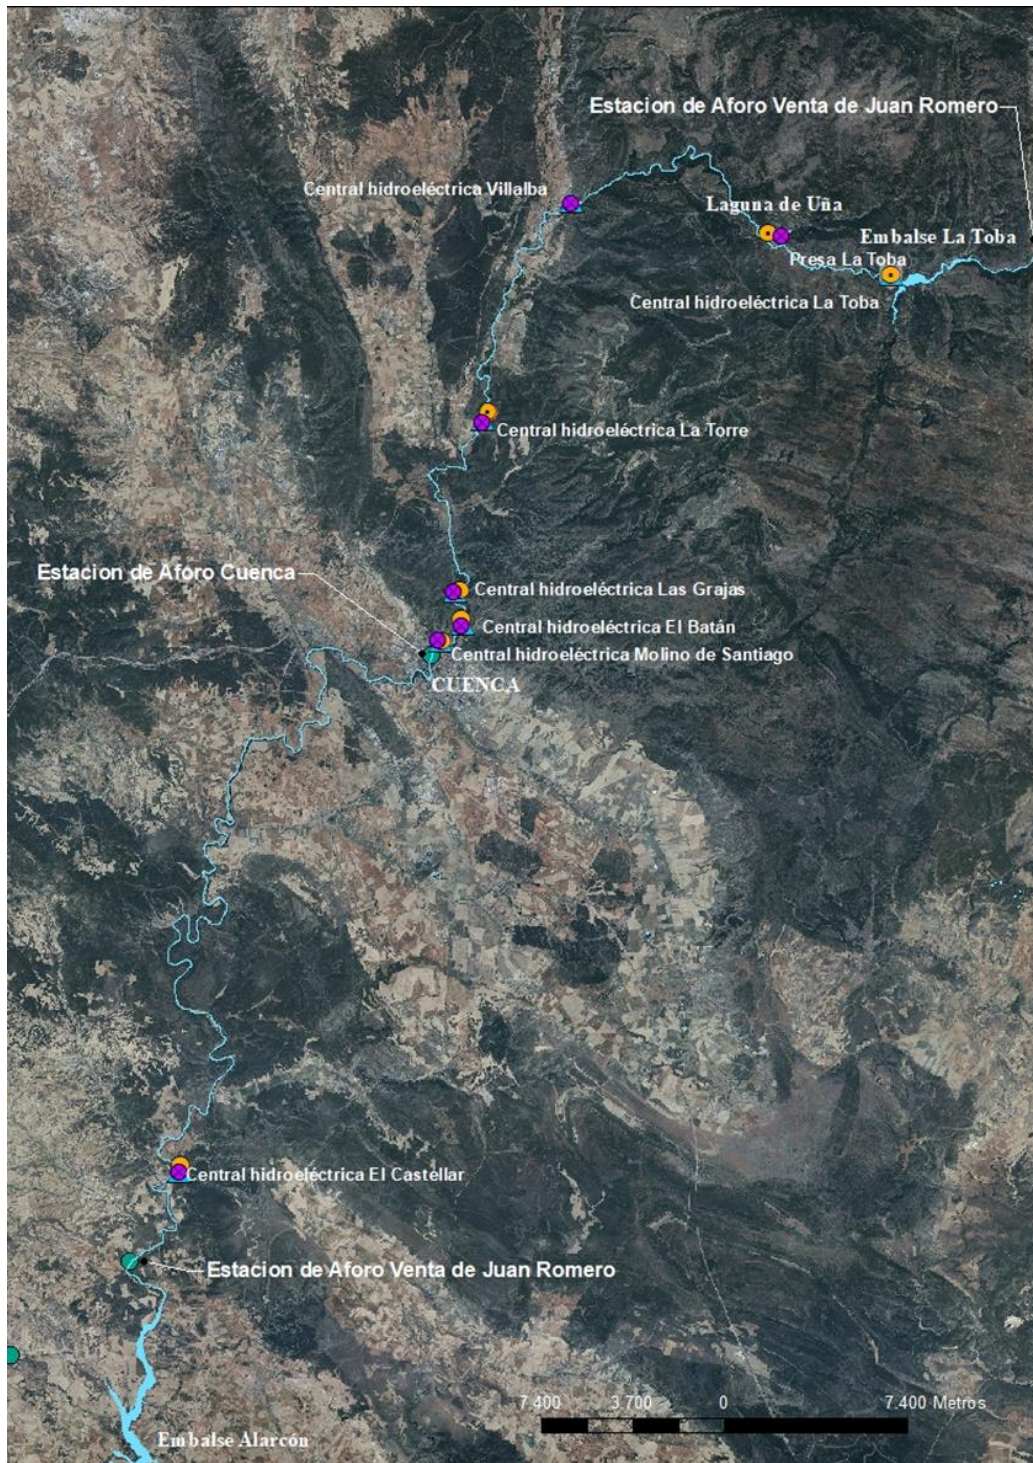 Estacion de Aforo Venta de Juan Romero
Central hidroeléctrica Villalba
Laguna de Uña
Embalse La Toba
Presa La Toba
Central hidroeléctrica La Toba
Central hidroeléctrica La Torre
Estacion de Aforo Cuenca
Central hidroeléctrica Las Grajas
Central hidroeléctrica El Batán
Central hidroeléctrica Molino de Santiago
CUENCA
Central hidroeléctrica El Castellar
Estacion de Aforo Venta de Juan Romero
7.400 3.700 0 7.400 Metros
Embalse Alarcón